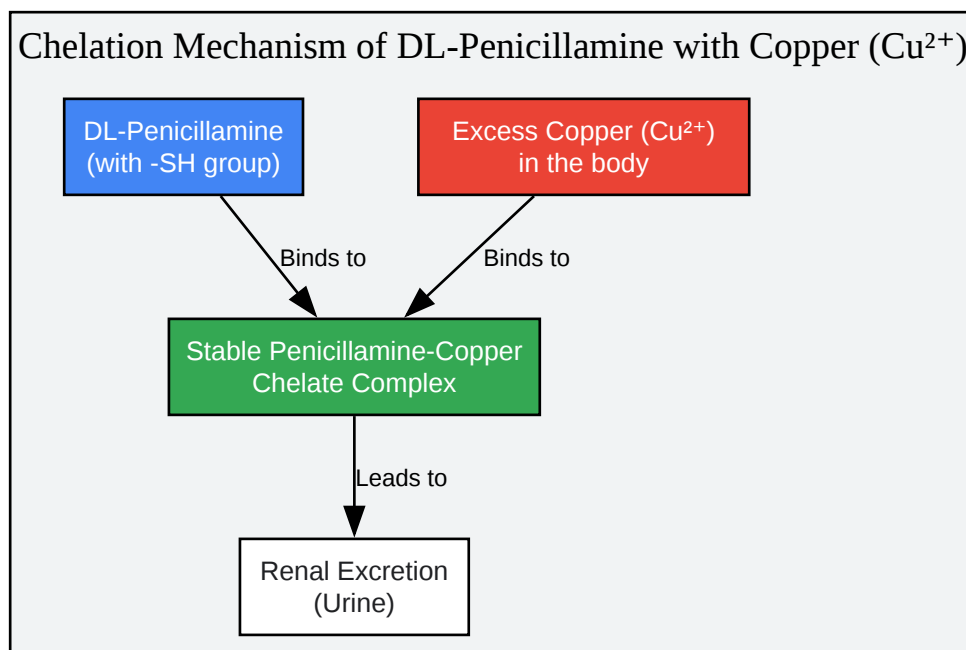 Chelation Mechanism of DL-Penicillamine with Copper (Cu²⁺)
DL-Penicillamine
(with -SH group)
Excess Copper (Cu²⁺)
in the body
Binds to
Binds to
Stable Penicillamine-Copper
Chelate Complex
Leads to
Renal Excretion
(Urine)